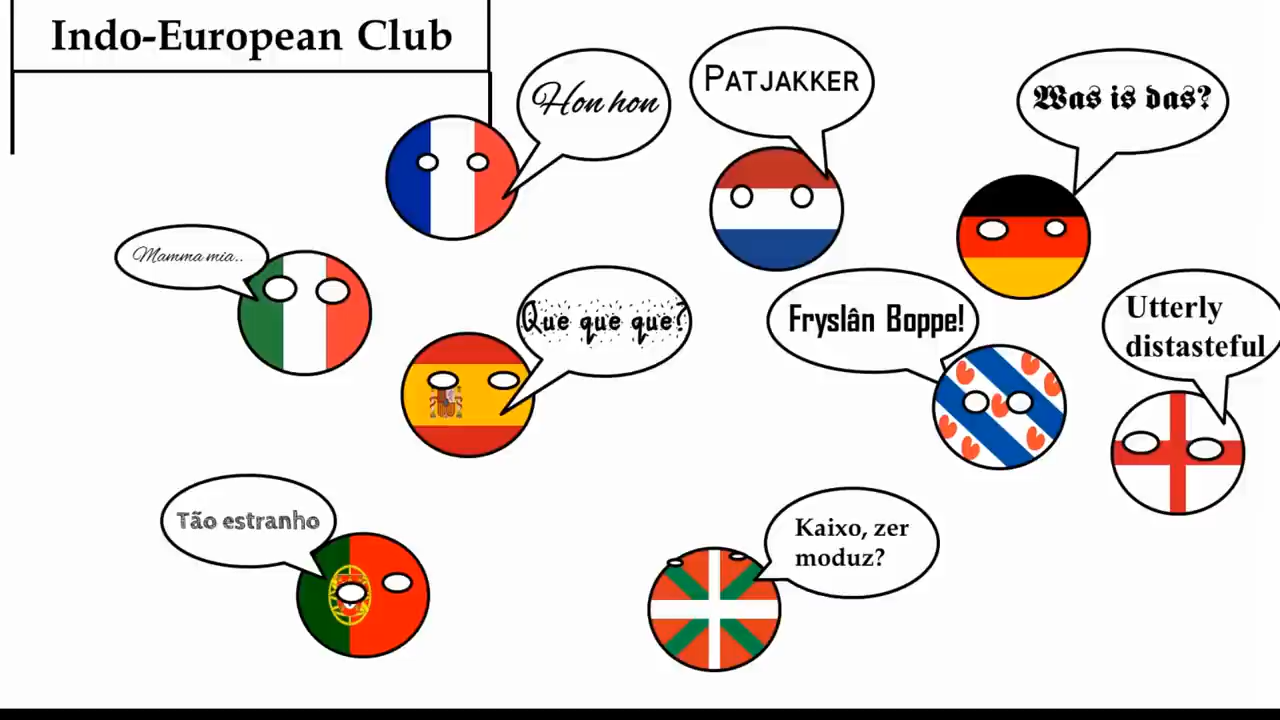 Indo-European Club
Hon hon
PATJAKKER
Was is das?
Mamma mia..
Que que que?
Fryslân Boppe!
Utterly
distasteful
Tão estranho
Kaixo, zer
moduz?